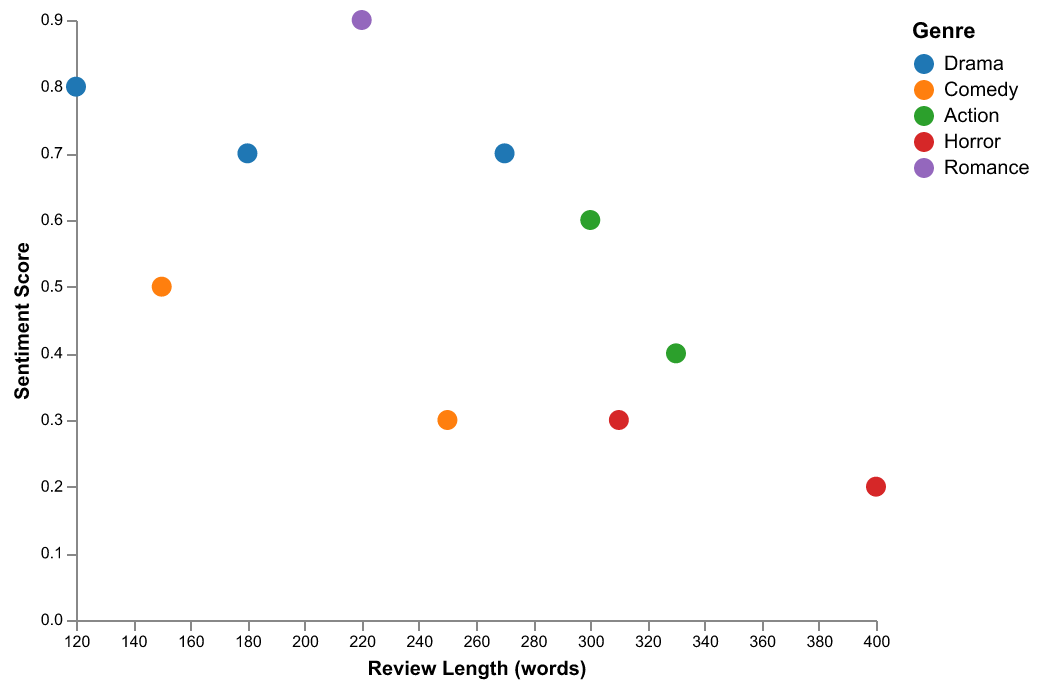 0.9
0.8
0.7
0.6
0.5
0.4
0.3
0.2
0.1
0.0
Sentiment Score
120 140 160 180 200 220 240 260 280 300 320 340 360 380 400
Review Length (words)
Genre
Drama
Comedy
Action
Horror
Romance